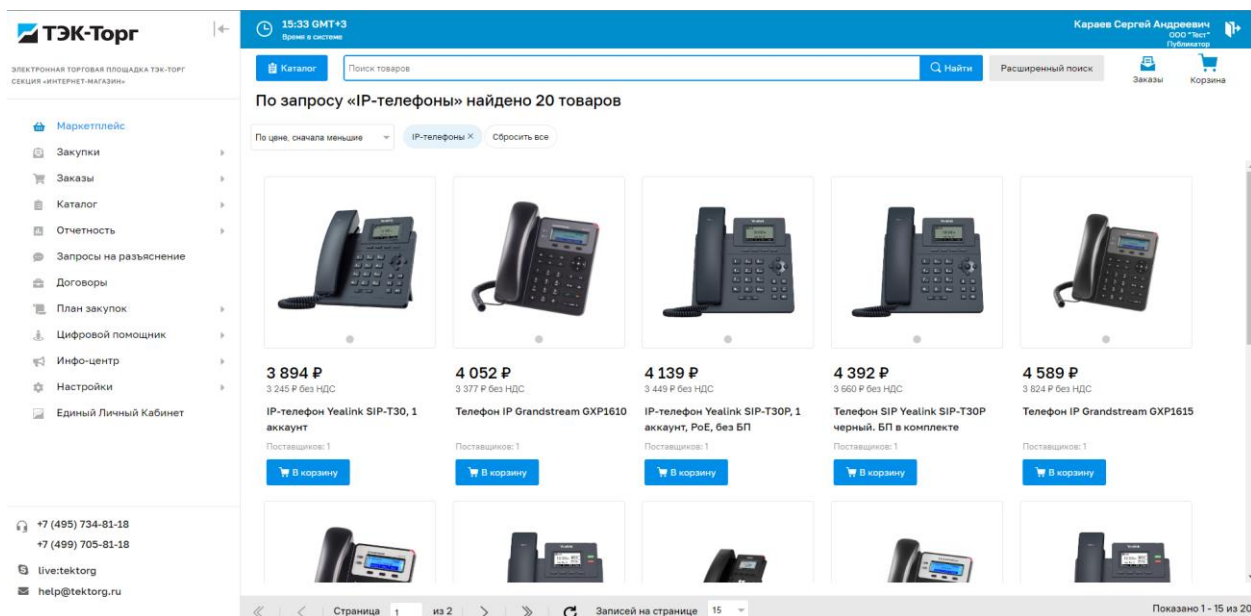 ТЭК-Торг
ЭЛЕКТРОННАЯ ТОРГОВАЯ ПЛОЩАДКА ТЭК-ТОРГ
СЕКЦИЯ «ИНТЕРНЕТ-МАГАЗИН»
Маркетплейс
Закупки
Заказы
Каталог
Отчетность
Запросы на разъяснение
Договоры
План закупок
Цифровой помощник
Инфо-центр
Настройки
Единый Личный Кабинет
+7 (495) 734-81-18
+7 (499) 705-81-18
live:tektorg
help@tektorg.ru
15:33 GMT+3
Время в системе
Караев Сергей Андреевич
ООО "Тест"
Публикатор
Каталог
Поиск товаров
Найти
Расширенный поиск
Заказы
Корзина
По запросу «IP-телефоны» найдено 20 товаров
По цене, сначала меньшие
IP-телефоны ×
Сбросить все
3 894 ₽
3 245 ₽ без НДС
IP-телефон Yealink SIP-T30, 1
аккаунт
Поставщиков: 1
В корзину
4 052 ₽
3 377 ₽ без НДС
Телефон IP Grandstream GXP1610
Поставщиков: 1
В корзину
4 139 ₽
3 449 ₽ без НДС
IP-телефон Yealink SIP-T30P, 1
аккаунт, PoE, без БП
Поставщиков: 1
В корзину
4 392 ₽
3 660 ₽ без НДС
Телефон SIP Yealink SIP-T30P
черный. БП в комплекте
Поставщиков: 1
В корзину
4 589 ₽
3 824 ₽ без НДС
Телефон IP Grandstream GXP1615
Поставщиков: 1
В корзину
Страница 1 из 2
Записей на странице 15
Показано 1 - 15 из 20